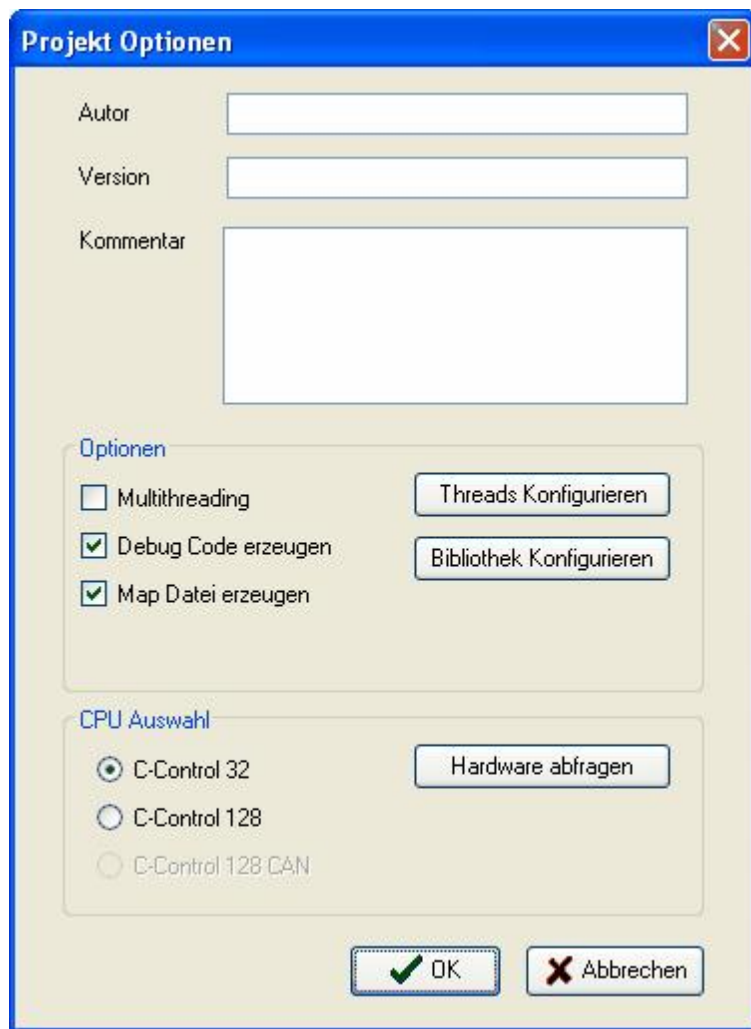 Projekt Optionen
Autor
Version
Kommentar
Optionen
Multithreading
Threads Konfigurieren
Debug Code erzeugen
Bibliothek Konfigurieren
Map Datei erzeugen
CPU Auswahl
C-Control 32
Hardware abfragen
C-Control 128
C-Control 128 CAN
OK
Abbrechen